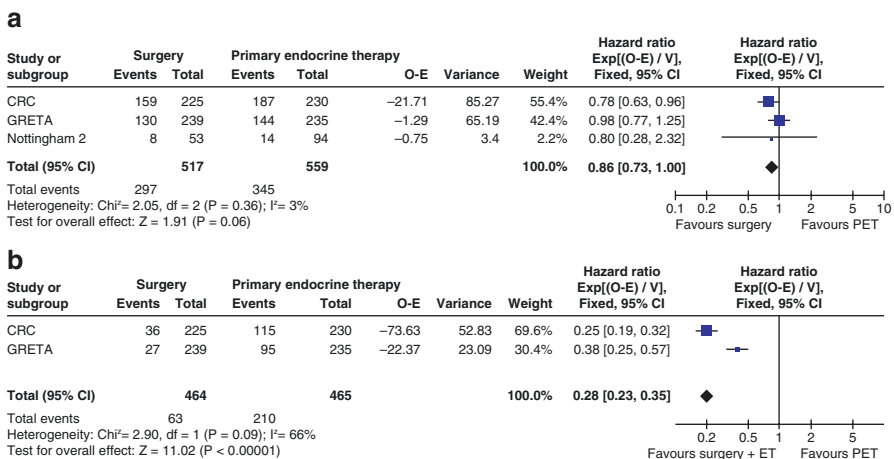 a
Hazard ratio Hazard ratio
Study or Surgery Primary endocrine therapy Exp[(O-E) / V], Exp[(O-E) / V],
subgroup Events Total Events Total O-E Variance Weight Fixed, 95% CI Fixed, 95% CI
CRC 159 225 187 230 −21.71 85.27 55.4% 0.78 [0.63, 0.96]
GRETA 130 239 144 235 −1.29 65.19 42.4% 0.98 [0.77, 1.25]
Nottingham 2 8 53 14 94 −0.75 3.4 2.2% 0.80 [0.28, 2.32]
Total (95% CI) 517 559 100.0% 0.86 [0.73, 1.00]
Total events 297 345
Heterogeneity: Chi²= 2.05, df = 2 (P = 0.36); I²= 3%
Test for overall effect: Z = 1.91 (P = 0.06)
0.1 0.2 0.5 1 2 5 10
Favours surgery Favours PET
b
Hazard ratio Hazard ratio
Study or Surgery Primary endocrine therapy Exp[(O-E) / V], Exp[(O-E) / V],
subgroup Events Total Events Total O-E Variance Weight Fixed, 95% CI Fixed, 95% CI
CRC 36 225 115 230 −73.63 52.83 69.6% 0.25 [0.19, 0.32]
GRETA 27 239 95 235 −22.37 23.09 30.4% 0.38 [0.25, 0.57]
Total (95% CI) 464 465 100.0% 0.28 [0.23, 0.35]
Total events 63 210
Heterogeneity: Chi²= 2.90, df = 1 (P = 0.09); I²= 66%
Test for overall effect: Z = 11.02 (P < 0.00001)
0.2 0.5 1 2 5
Favours surgery + ET Favours PET